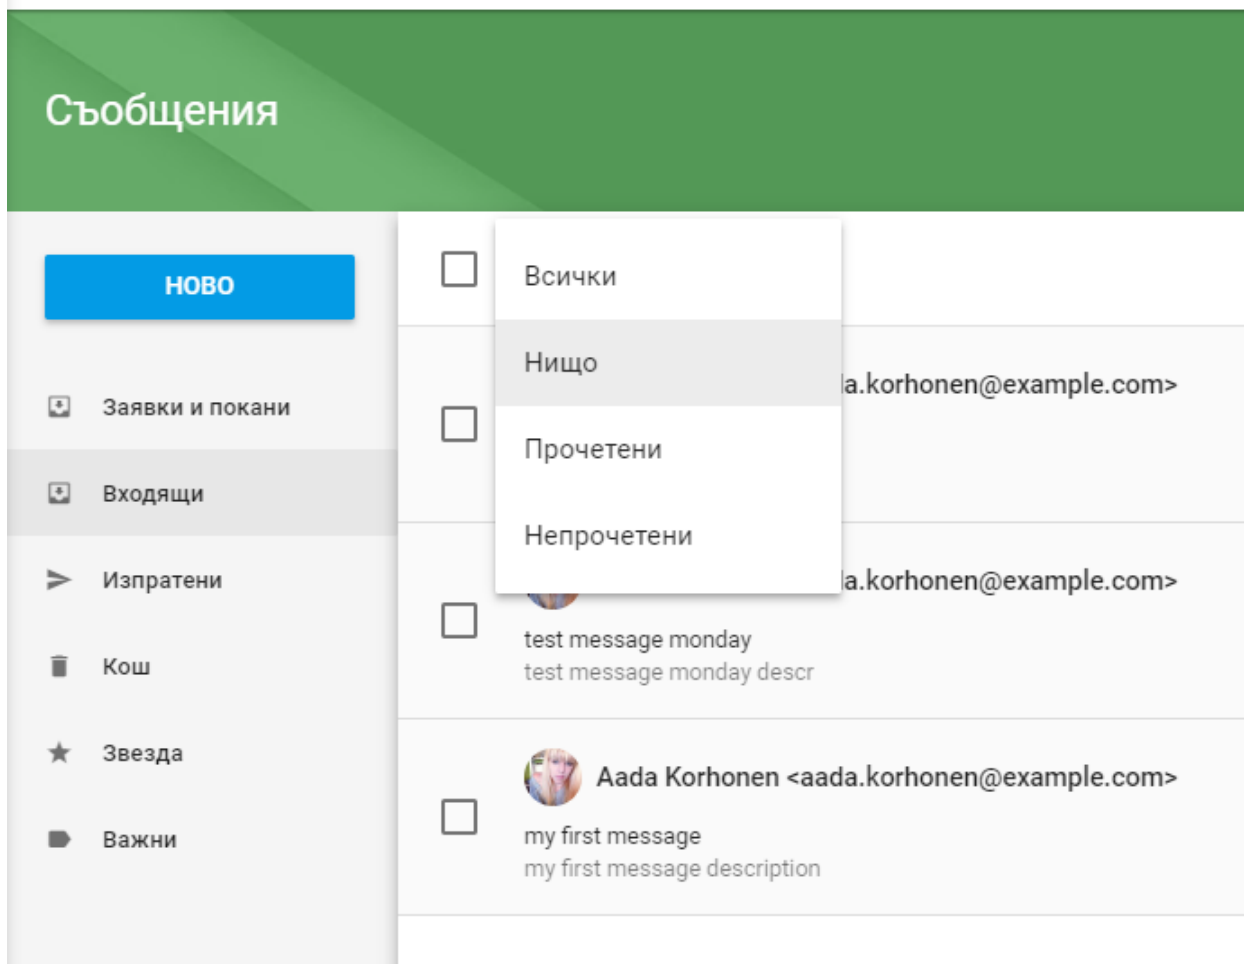 Съобщения
НОВО
Заявки и покани
Входящи
Изпратени
Кош
Звезда
Важни
Всички
Нищо
Прочетени
Непрочетени
da.korhonen@example.com>
da.korhonen@example.com>
test message monday
test message monday descr
Aada Korhonen <aada.korhonen@example.com>
my first message
my first message description